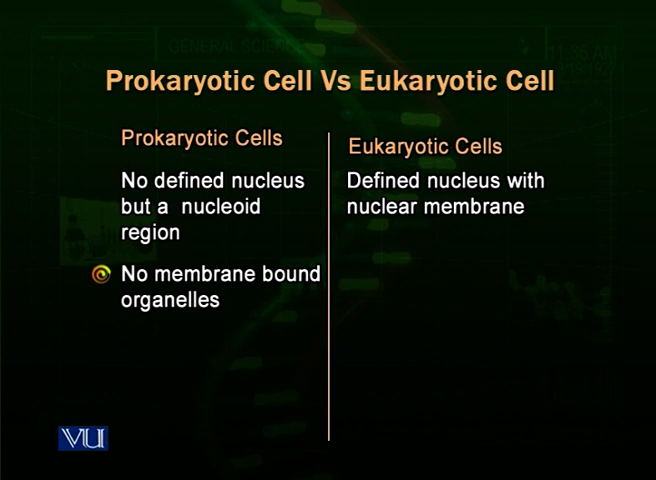 Prokaryotic Cell Vs Eukaryotic Cell
Prokaryotic Cells
No defined nucleus
but a nucleoid
region
No membrane bound
organelles
Eukaryotic Cells
Defined nucleus with
nuclear membrane
VU